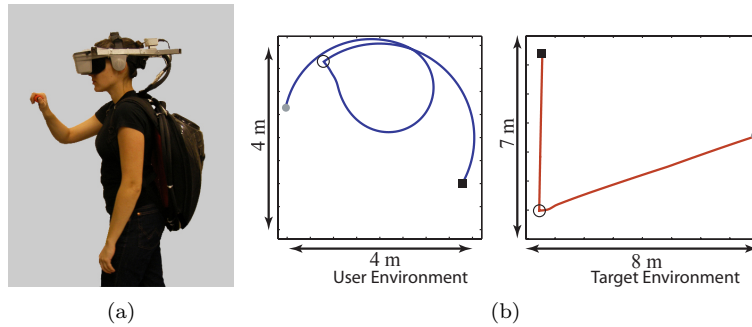 4 m
4 m
User Environment
7 m
8 m
Target Environment
(a)
(b)